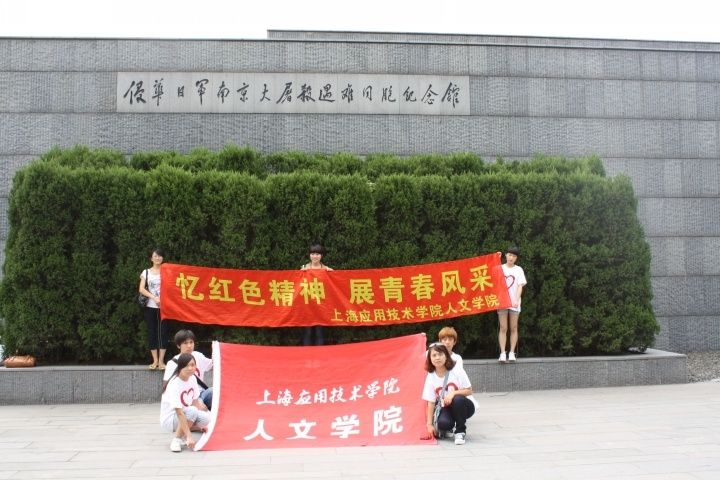 侵华日军南京大屠殺遇难同胞纪念館
忆红色精神 展青春风采
上海应用技术学院人文学院
上海应用技术学院
人文学院